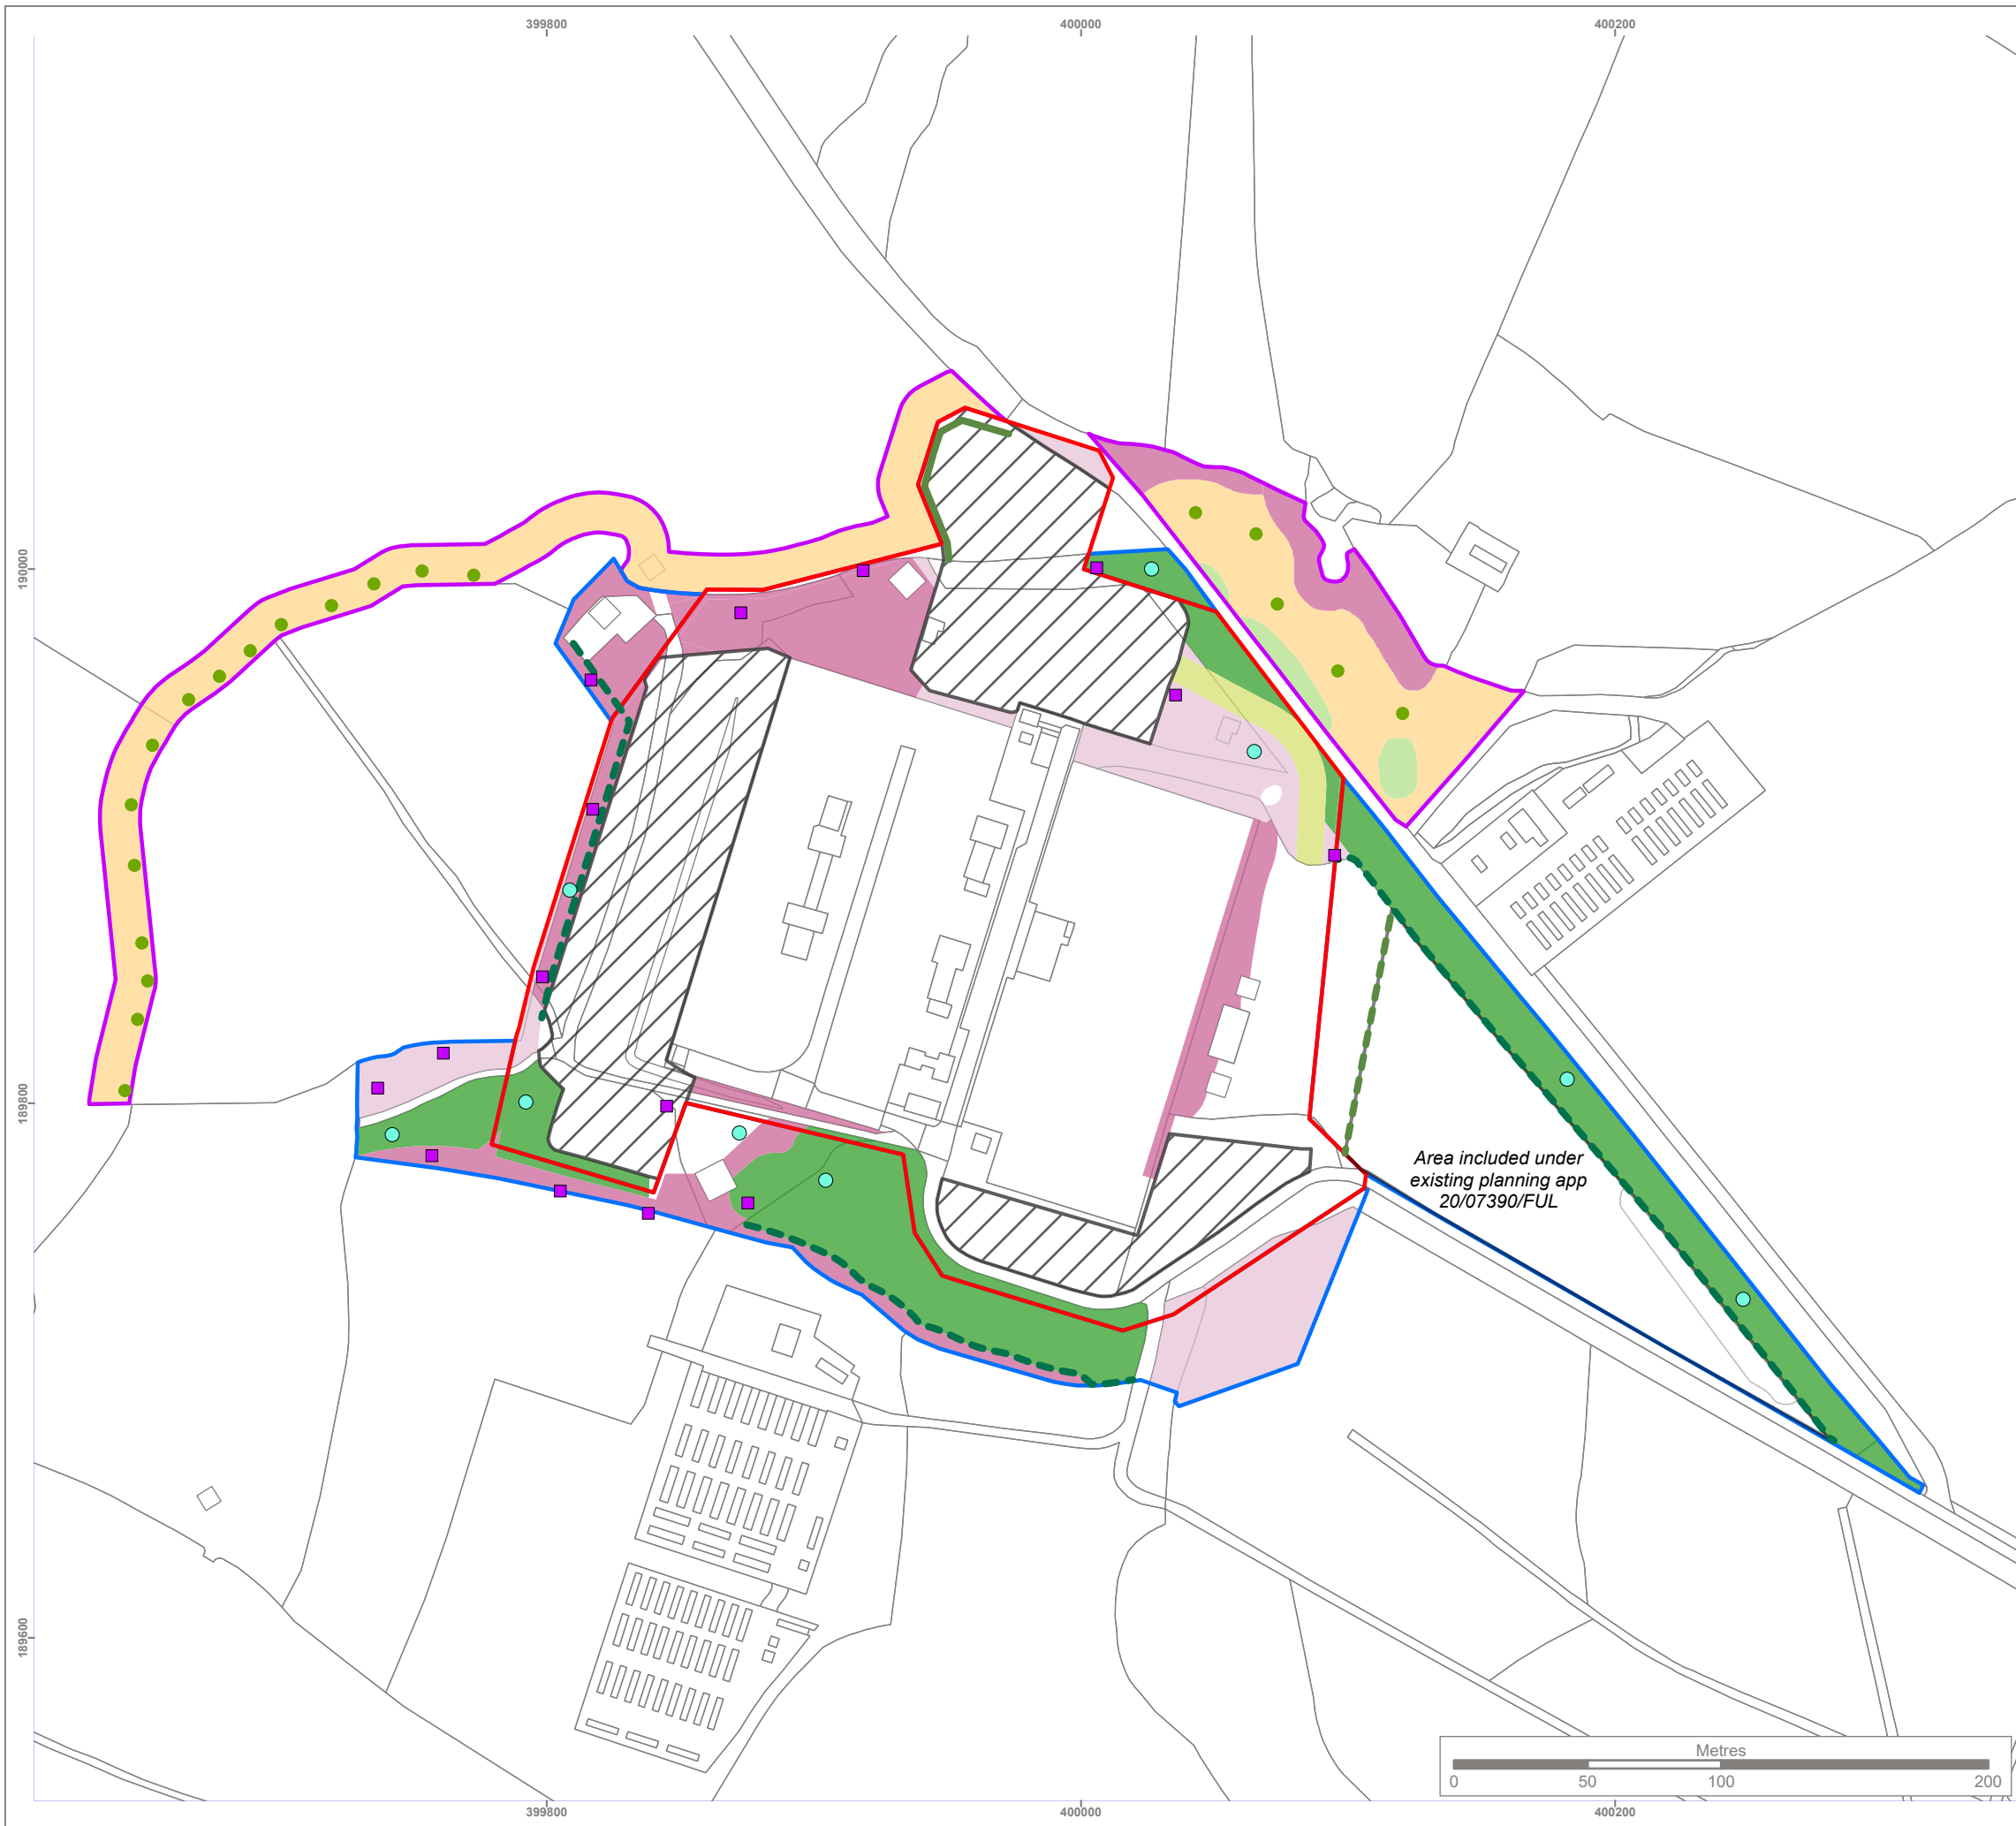 399800 400000 400200
190000
189800
189600
Area included under
existing planning app
20/07390/FUL
Metres
0 50 100 200
399800 400000 400200